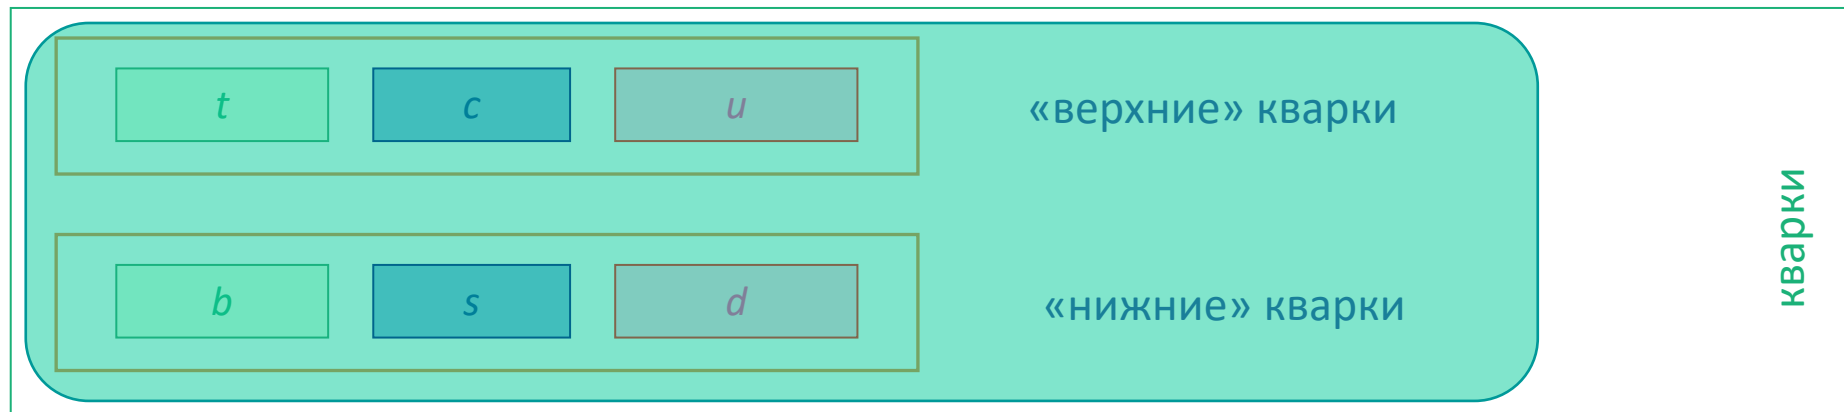 t c u «верхние» кварки
b s d «нижние» кварки
кварки